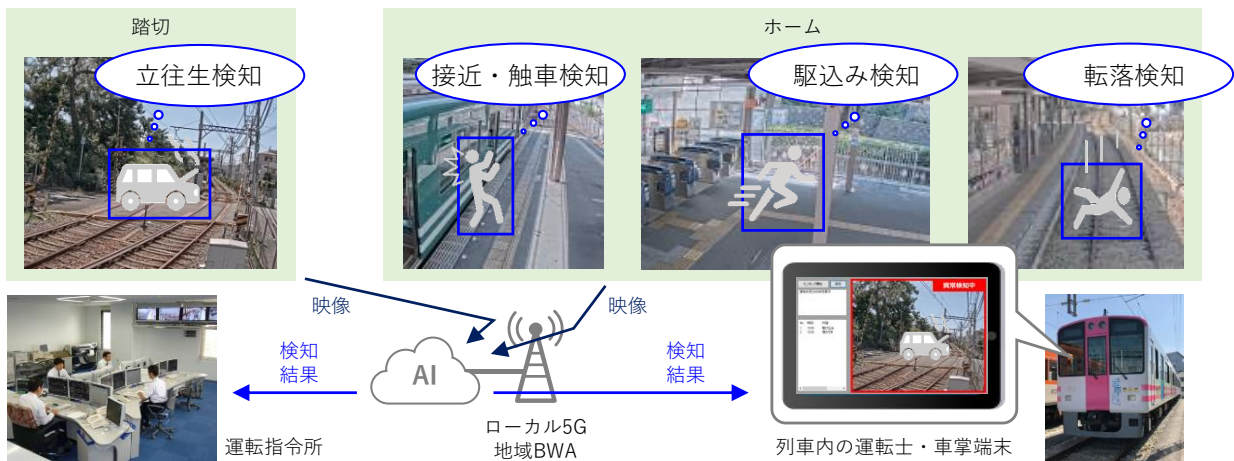 踏切
ホーム
立往生検知
接近・触車検知
駆込み検知
転落検知
映像
映像
異常検知中
検知
結果
AI
検知
結果
ローカル5G
地域BWA
運転指令所
列車内の運転士・車掌端末